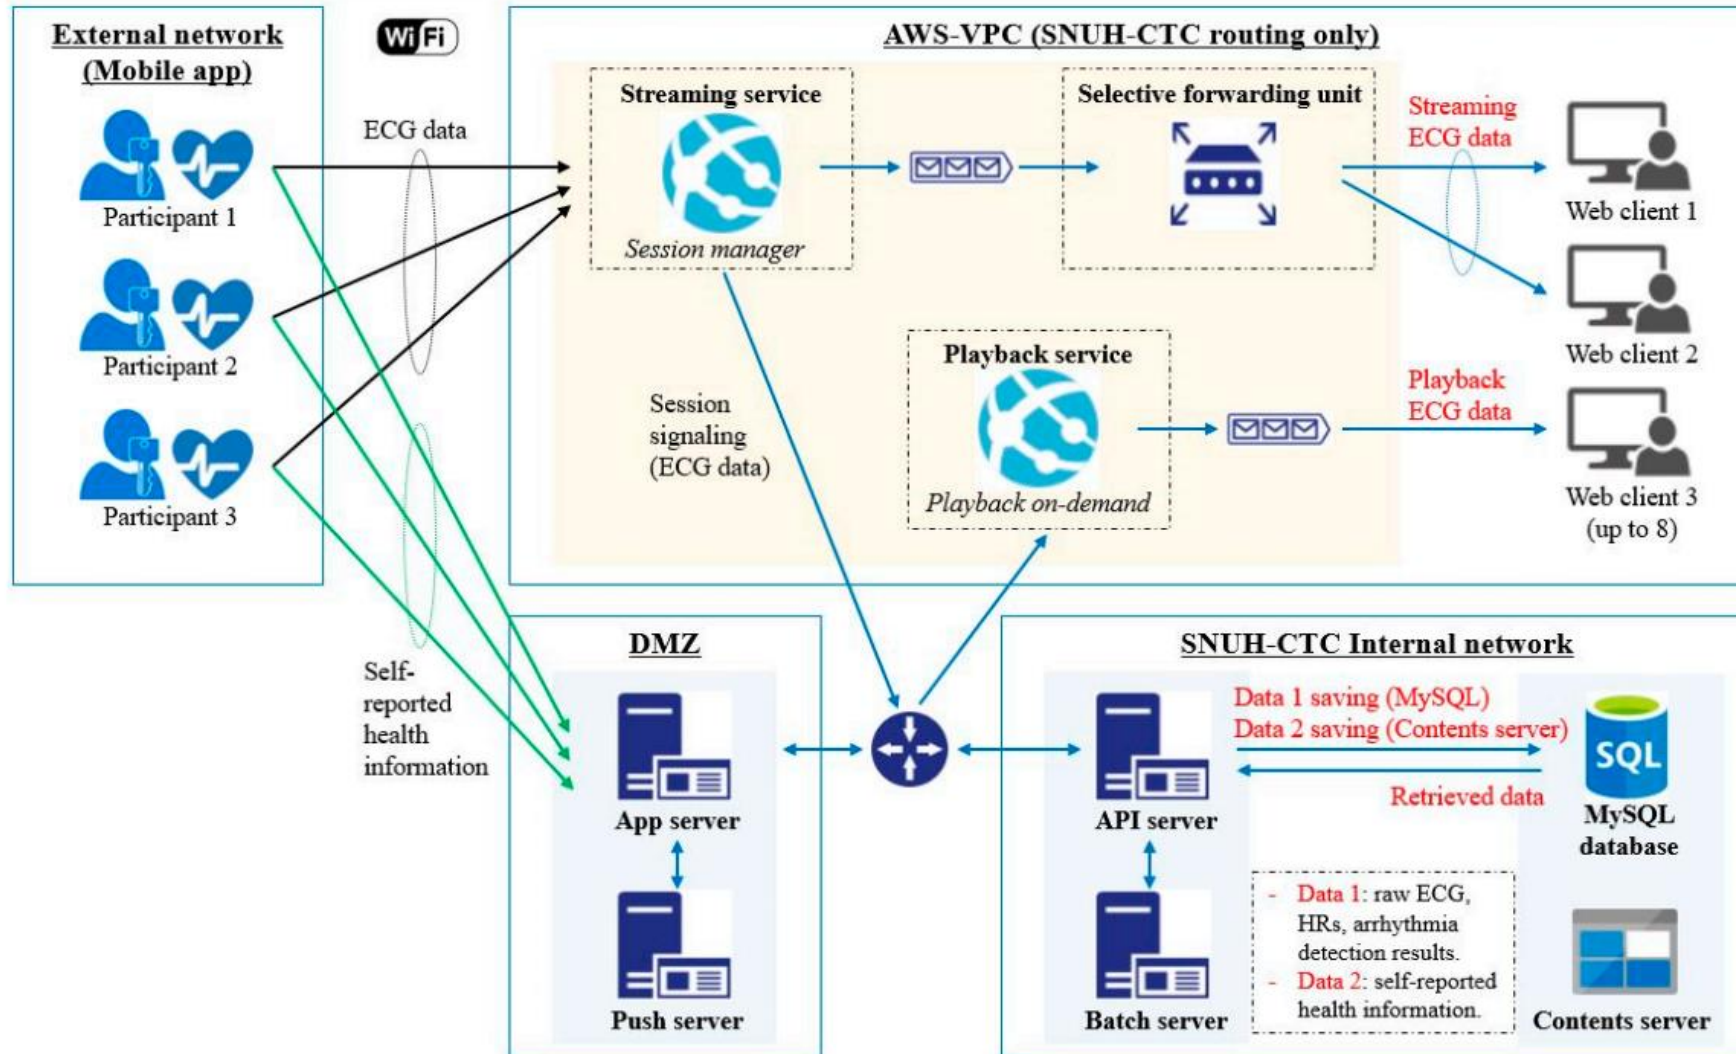 External network
(Mobile app)
Participant 1
Participant 2
Participant 3
WiFi
ECG data
Self-
reported
health
information
AWS-VPC (SNUH-CTC routing only)
Streaming service
Session manager
Selective forwarding unit
Streaming
ECG data
Web client 1
Web client 2
Session
signaling
(ECG data)
Playback service
Playback on-demand
Playback
ECG data
Web client 3
(up to 8)
DMZ
App server
Push server
SNUH-CTC Internal network
API server
Batch server
Data 1 saving (MySQL)
Data 2 saving (Contents server)
Retrieved data
SQL
MySQL
database
- Data 1: raw ECG,
HRs, arrhythmia
detection results.
- Data 2: self-reported
health information.
Contents server